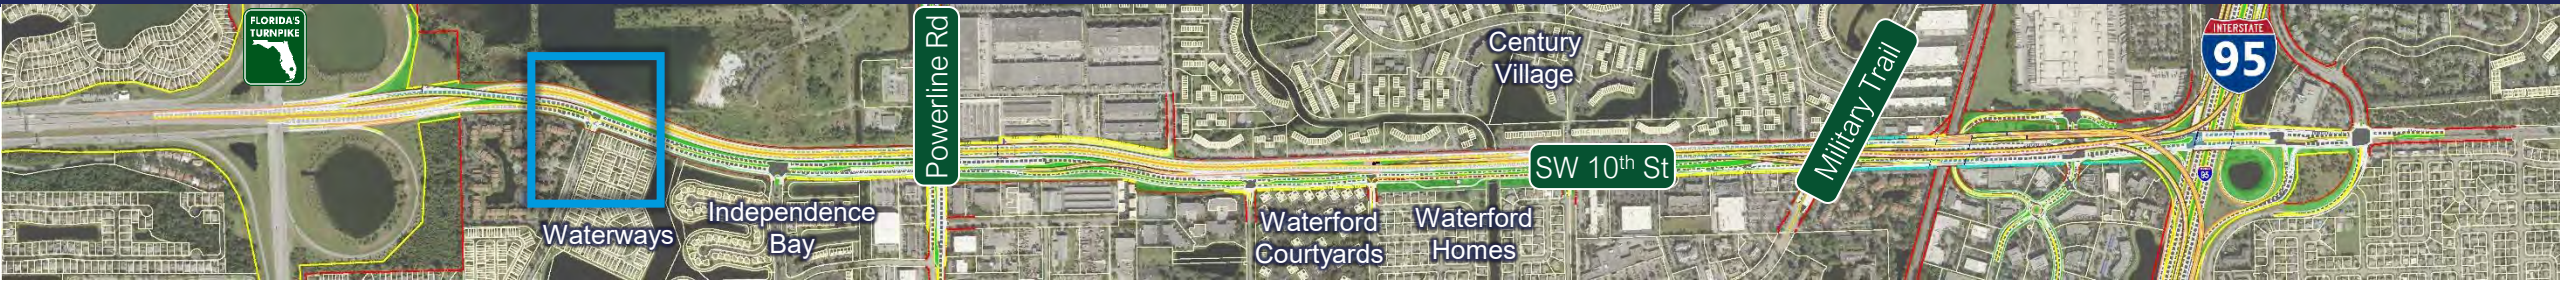 FLORIDA'S
TURNPIKE
Waterways
Independence
Bay
Powerline Rd
Waterford
Courtyards
Waterford
Homes
Century
Village
SW 10th St
Military Trail
INTERSTATE
95
95